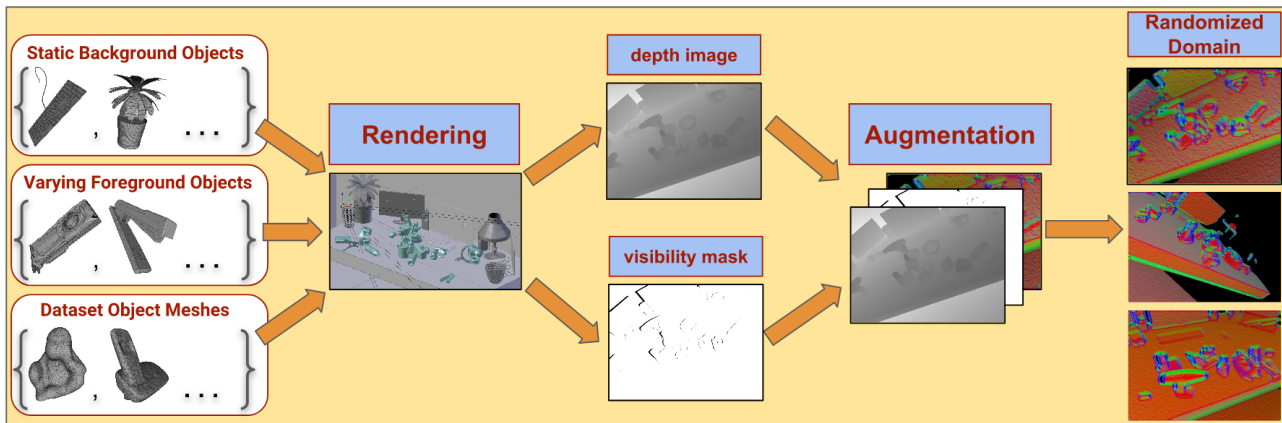 Static Background Objects
, . . .
Varying Foreground Objects
, . . .
Dataset Object Meshes
, . . .
Rendering
depth image
visibility mask
Augmentation
Randomized
Domain